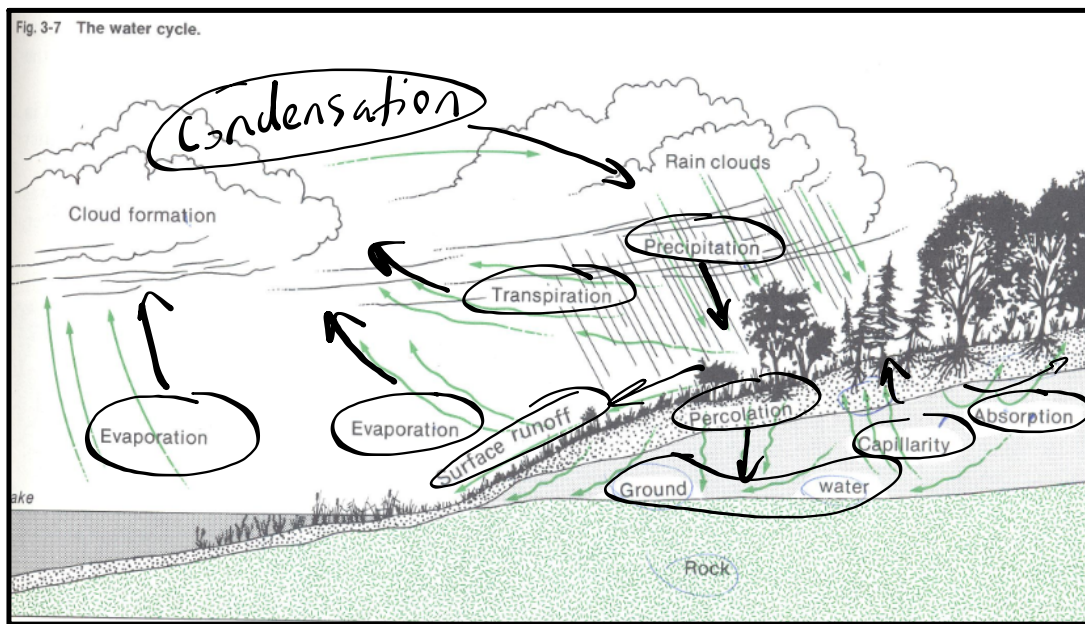 Fig. 3-7 The water cycle.
Condensation
Rain clouds
Cloud formation
Precipitation
Transpiration
Evaporation
Evaporation
Surface runoff
Percolation
Absorption
Capillarity
Ground water
ake
Rock